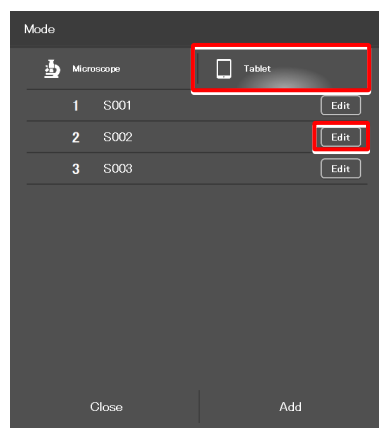 Mode
Microscope Tablet
1 S001 Edit
2 S002 Edit
3 S003 Edit
Close Add